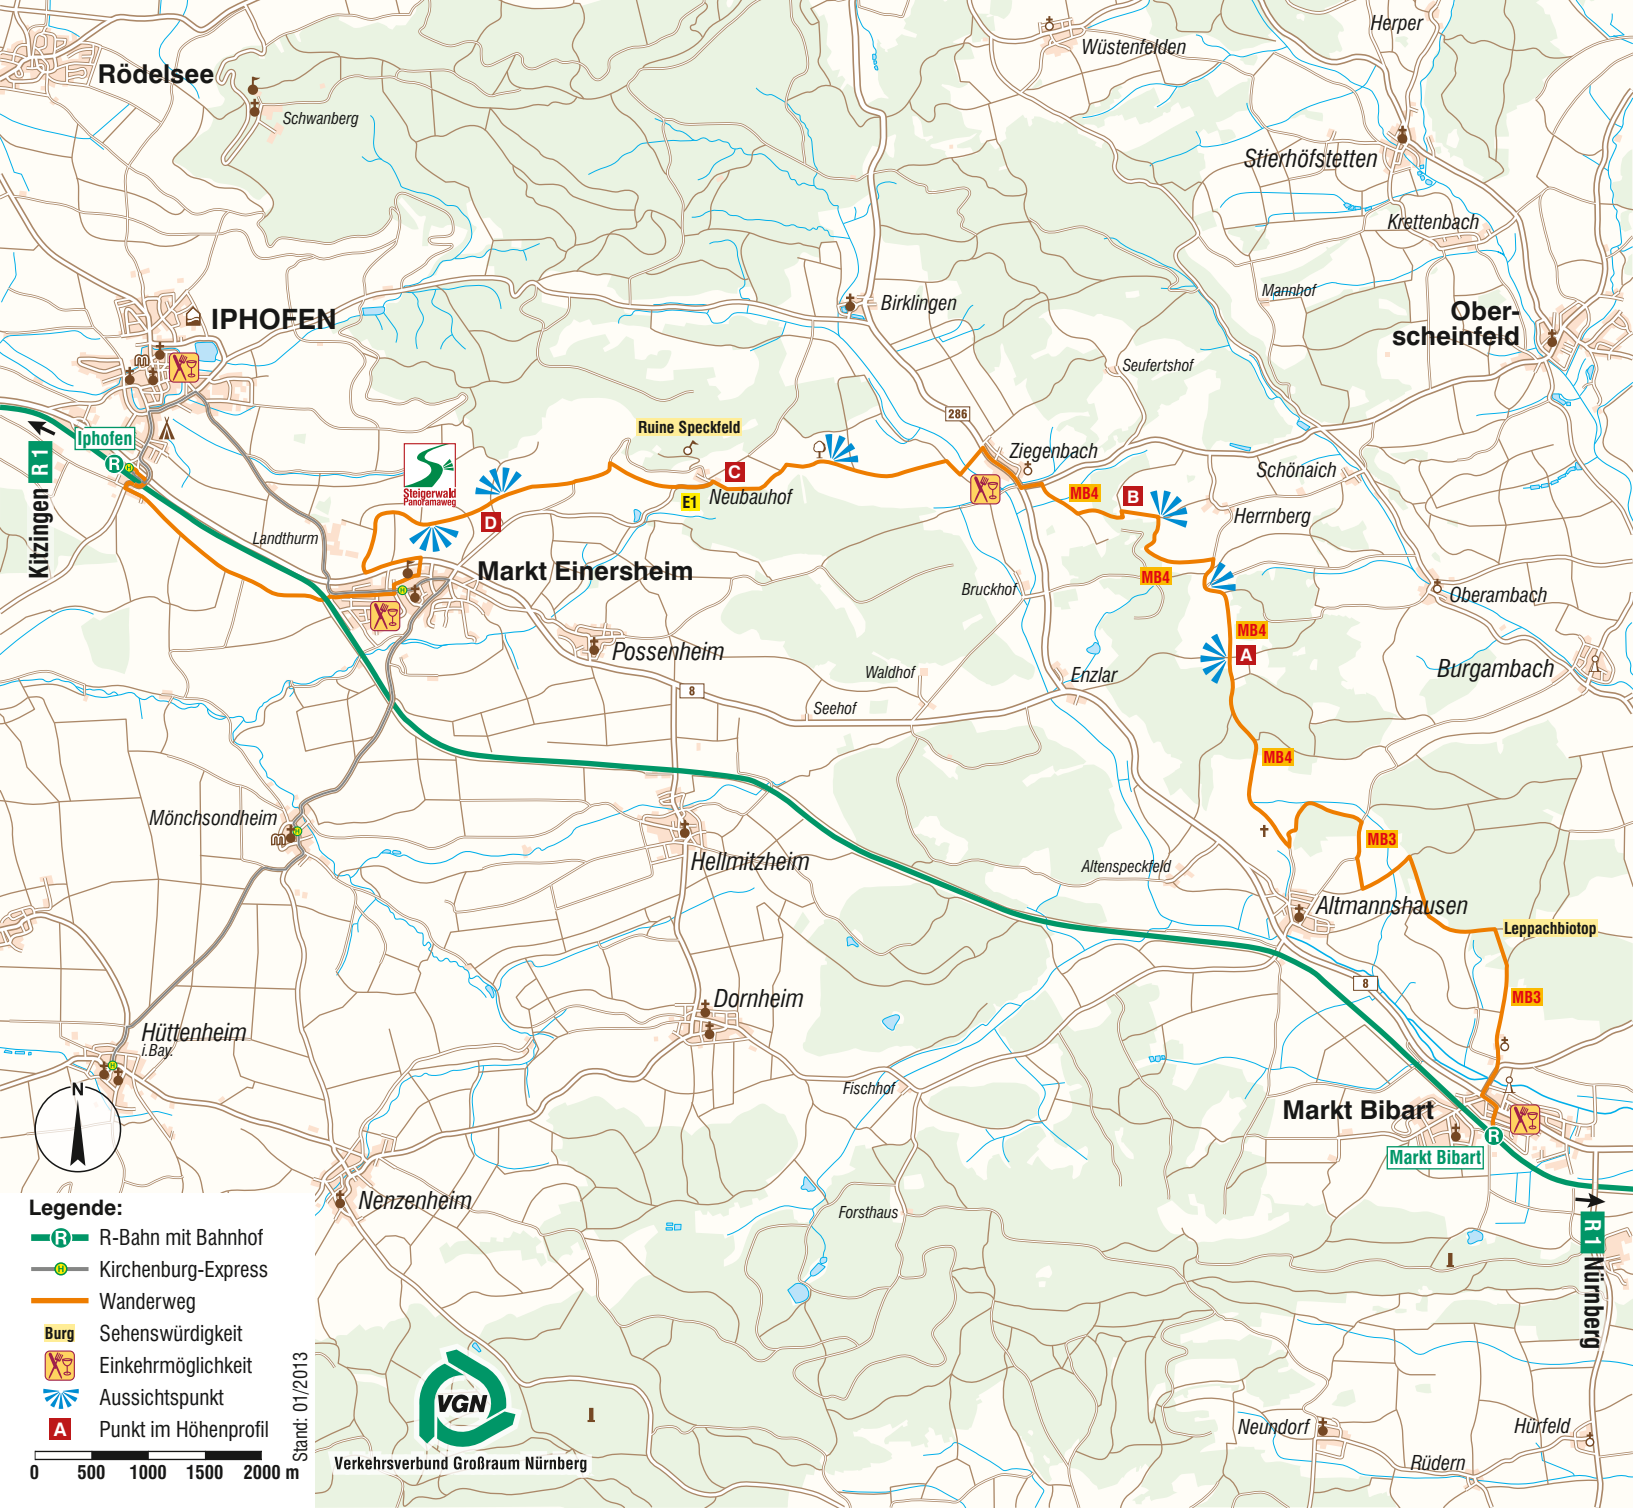 Herper
Wüstenfelden
Rödelsee
Schwanberg
Stierhöfstetten
Krettenbach
Mannhof
Birklingen
Ober-
scheinfeld
IPHOFEN
Seufertshof
286
Ruine Speckfeld
Iphofen
R
H
R 1
Kitzingen
Ziegenbach
Schönaich
Steigerwald
Panoramaweg
C
E1
Neubauhof
MB4
B
Herrnberg
D
Landthurm
Markt Einersheim
H
MB4
Bruckhof
Oberambach
MB4
A
Possenheim
Waldhof
Enzlar
Burgambach
8
Seehof
MB4
Mönchsondheim
H
m
m
MB3
Hellmitzheim
Altenspeckfeld
Altmannshausen
Leppachbiotop
8
MB3
Dornheim
Hüttenheim
i.Bay.
H
N
Fischhof
Markt Bibart
R
Markt Bibart
Nenzenheim
Forsthaus
R 1
Nürnberg
Legende:
R R-Bahn mit Bahnhof
H Kirchenburg-Express
Wanderweg
Burg Sehenswürdigkeit
Einkehrmöglichkeit
Aussichtspunkt
A Punkt im Höhenprofil
0 500 1000 1500 2000 m
Stand: 01/2013
VGN
Verkehrsverbund Großraum Nürnberg
Neundorf
Hürfeld
Rüdern